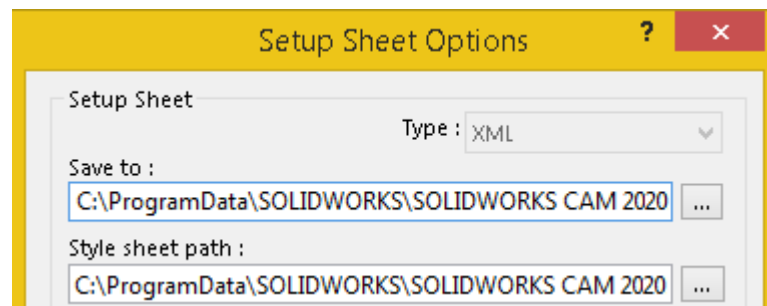 Setup Sheet Options ? ×
Setup Sheet
Type : XML
Save to :
C:\ProgramData\SOLIDWORKS\SOLIDWORKS CAM 2020 ...
Style sheet path :
C:\ProgramData\SOLIDWORKS\SOLIDWORKS CAM 2020 ...